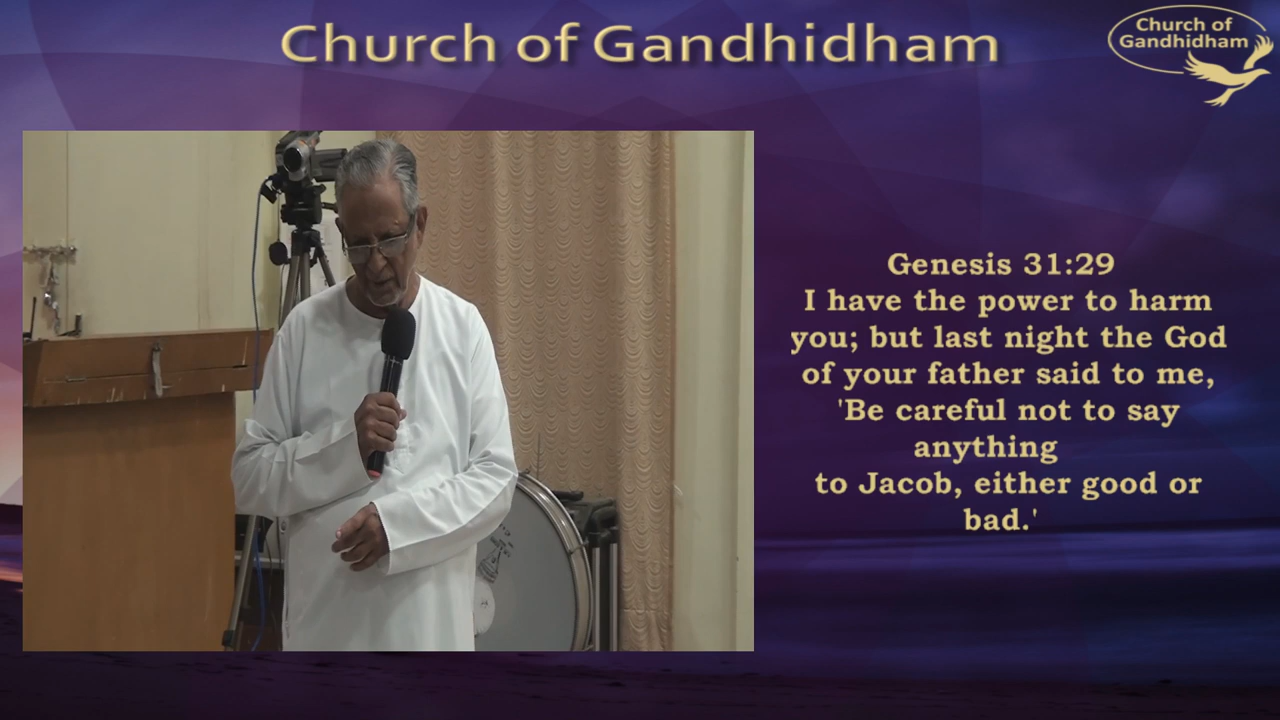 Church of Gandhidham
Church of
Gandhidham
Genesis 31:29
I have the power to harm
you; but last night the God
of your father said to me,
'Be careful not to say
anything
to Jacob, either good or
bad.'